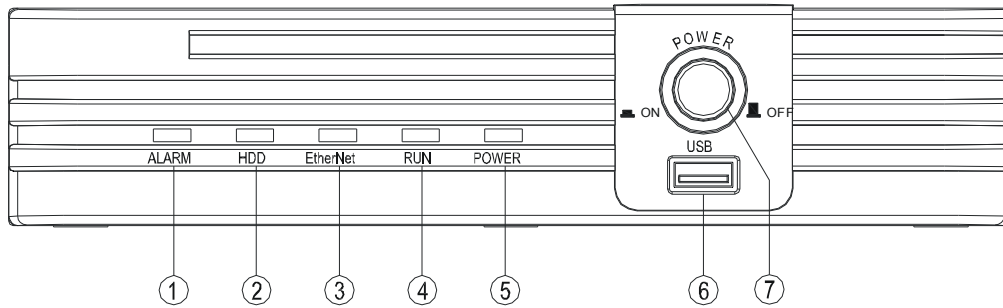 POWER
ON OFF
USB
ALARM HDD EtherNet RUN POWER
1 2 3 4 5 6 7